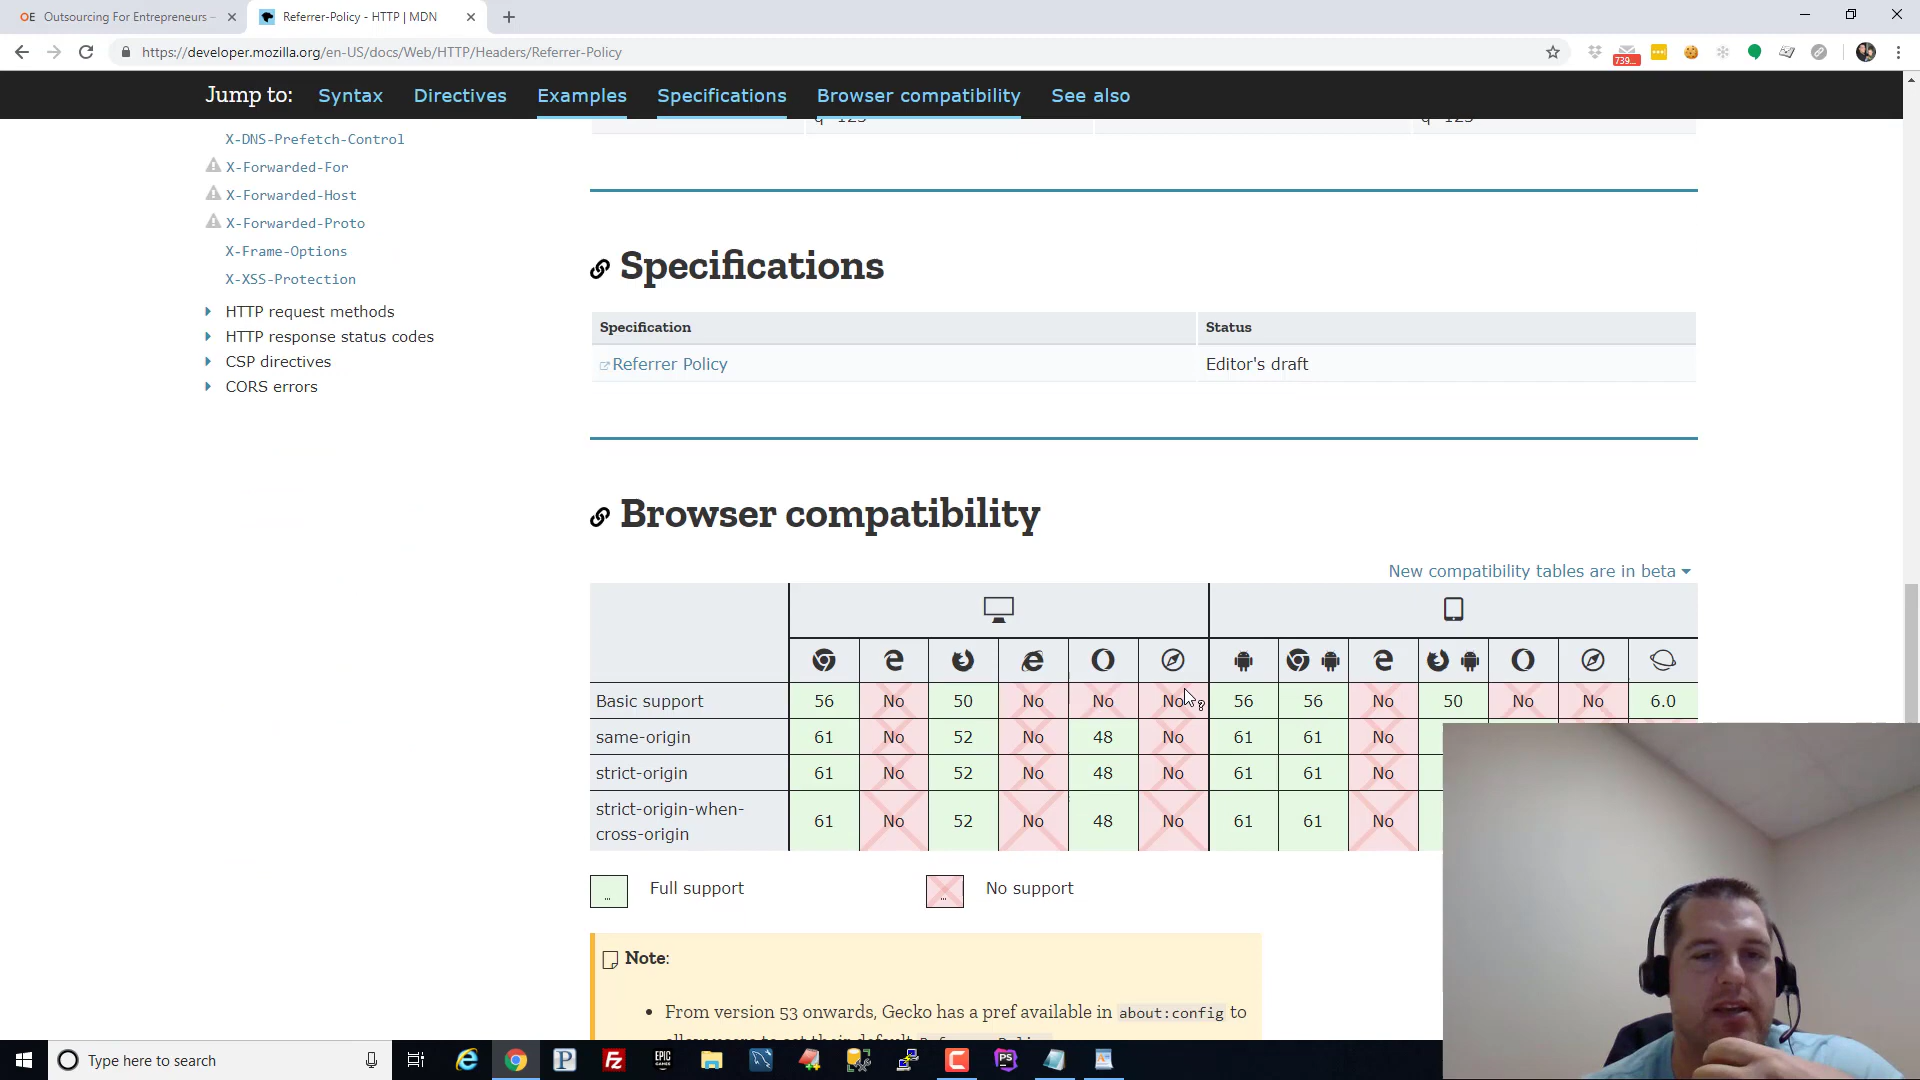 OE Outsourcing For Entrepreneurs -
Referrer-Policy - HTTP | MDN
https://developer.mozilla.org/en-US/docs/Web/HTTP/Headers/Referrer-Policy
739...
Jump to: Syntax Directives Examples Specifications Browser compatibility See also
X-DNS-Prefetch-Control
X-Forwarded-For
X-Forwarded-Host
X-Forwarded-Proto
X-Frame-Options
X-XSS-Protection
HTTP request methods
HTTP response status codes
CSP directives
CORS errors
Specifications
Specification Status
Referrer Policy Editor's draft
Browser compatibility
New compatibility tables are in beta
Basic support 56 No 50 No No No 56 56 No 50 No No 6.0
same-origin 61 No 52 No 48 No 61 61 No
strict-origin 61 No 52 No 48 No 61 61 No
strict-origin-when-
cross-origin 61 No 52 No 48 No 61 61 No
... Full support ... No support
Note:
• From version 53 onwards, Gecko has a pref available in about:config to
Type here to search
P
Fz
EPIC
GAMES
PS